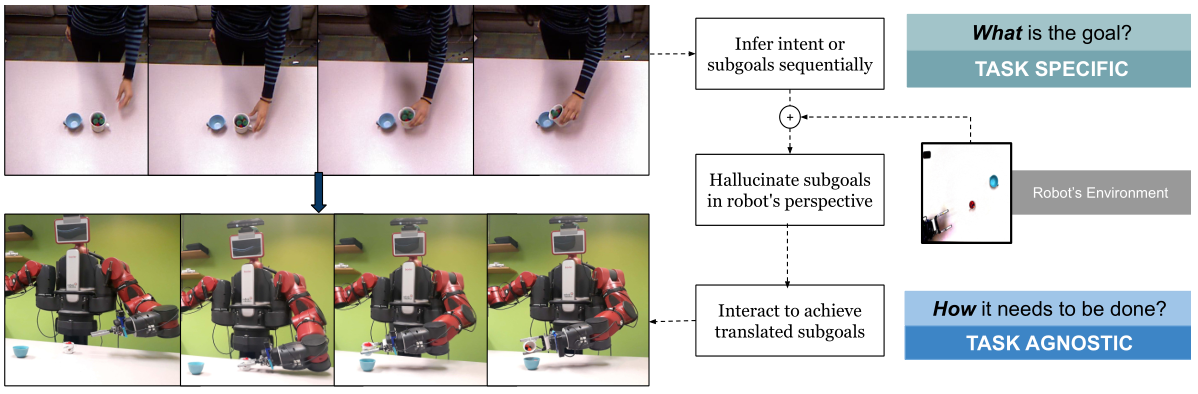 Infer intent or
subgoals sequentially
What is the goal?
TASK SPECIFIC
+
Hallucinate subgoals
in robot's perspective
Robot's Environment
Interact to achieve
translated subgoals
How it needs to be done?
TASK AGNOSTIC